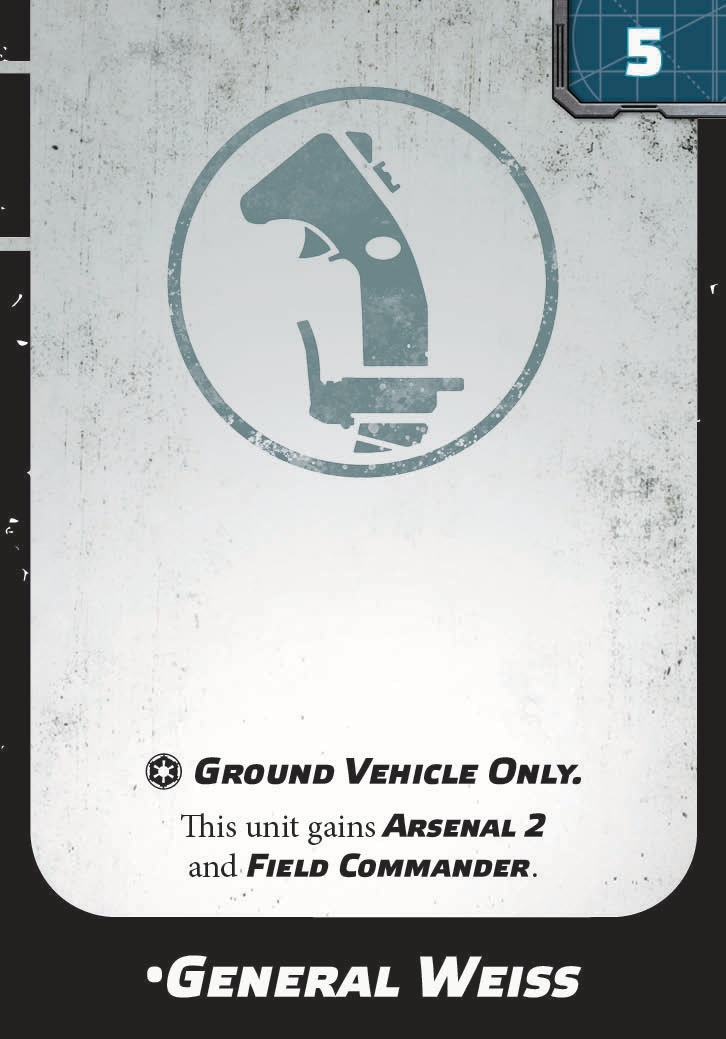 5
Ground Vehicle Only.
This unit gains Arsenal 2
and Field Commander.
•General Weiss